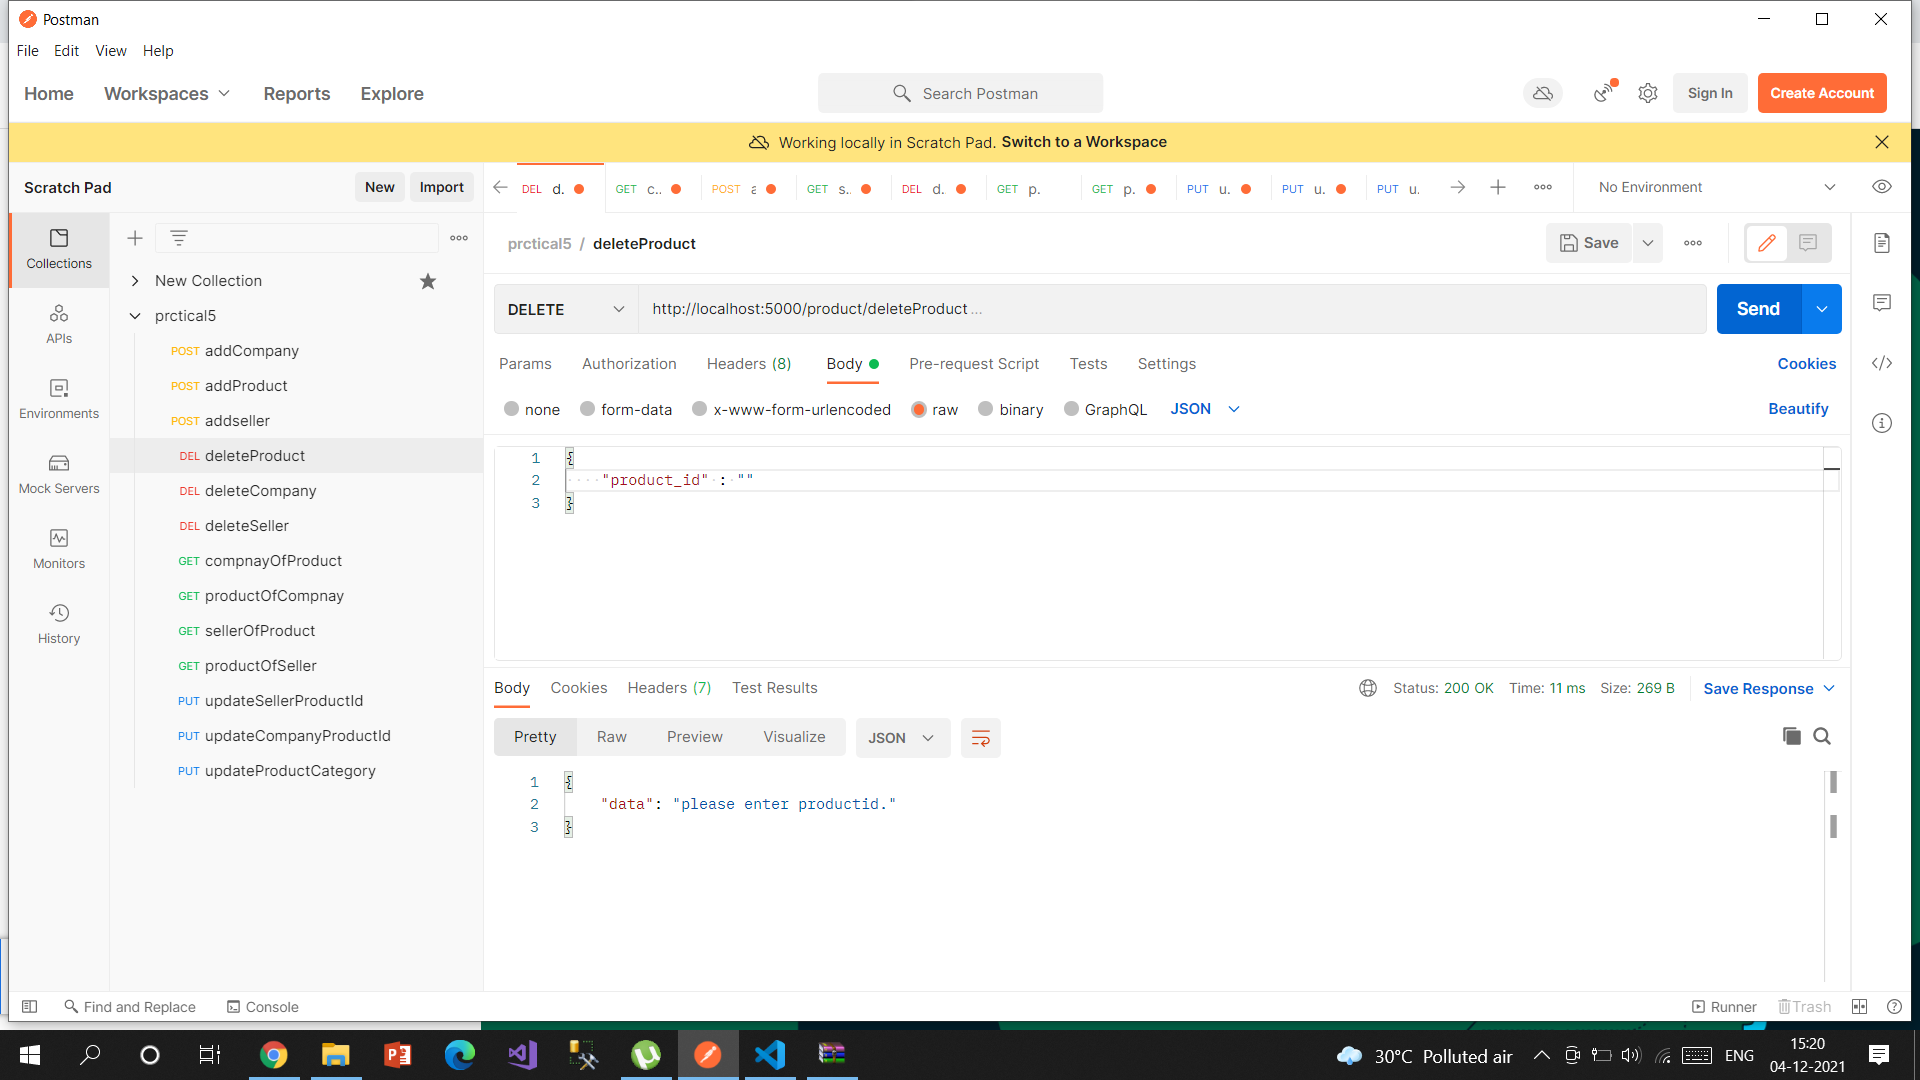 Postman
File Edit View Help
Home Workspaces Reports Explore Search Postman Sign In Create Account
Working locally in Scratch Pad. Switch to a Workspace
Scratch Pad New Import
DEL d. GET c.. POST a GET s.. DEL d. GET p. GET p. PUT u. PUT u. PUT u. No Environment
Collections
APIs
Environments
Mock Servers
Monitors
History
New Collection
prctical5
POST addCompany
POST addProduct
POST addseller
DEL deleteProduct
DEL deleteCompany
DEL deleteSeller
GET compnayOfProduct
GET productOfCompnay
GET sellerOfProduct
GET productOfSeller
PUT updateSellerProductId
PUT updateCompanyProductId
PUT updateProductCategory
prctical5 / deleteProduct Save
DELETE http://localhost:5000/product/deleteProduct ... Send
Params Authorization Headers (8) Body Pre-request Script Tests Settings Cookies
none form-data x-www-form-urlencoded raw binary GraphQL JSON Beautify
1 {
2 "product_id" : ""
3 }
Body Cookies Headers (7) Test Results Status: 200 OK Time: 11 ms Size: 269 B Save Response
Pretty Raw Preview Visualize JSON
1 {
2 "data": "please enter productid."
3 }
Find and Replace Console Runner Trash
30°C Polluted air ENG 15:20
04-12-2021